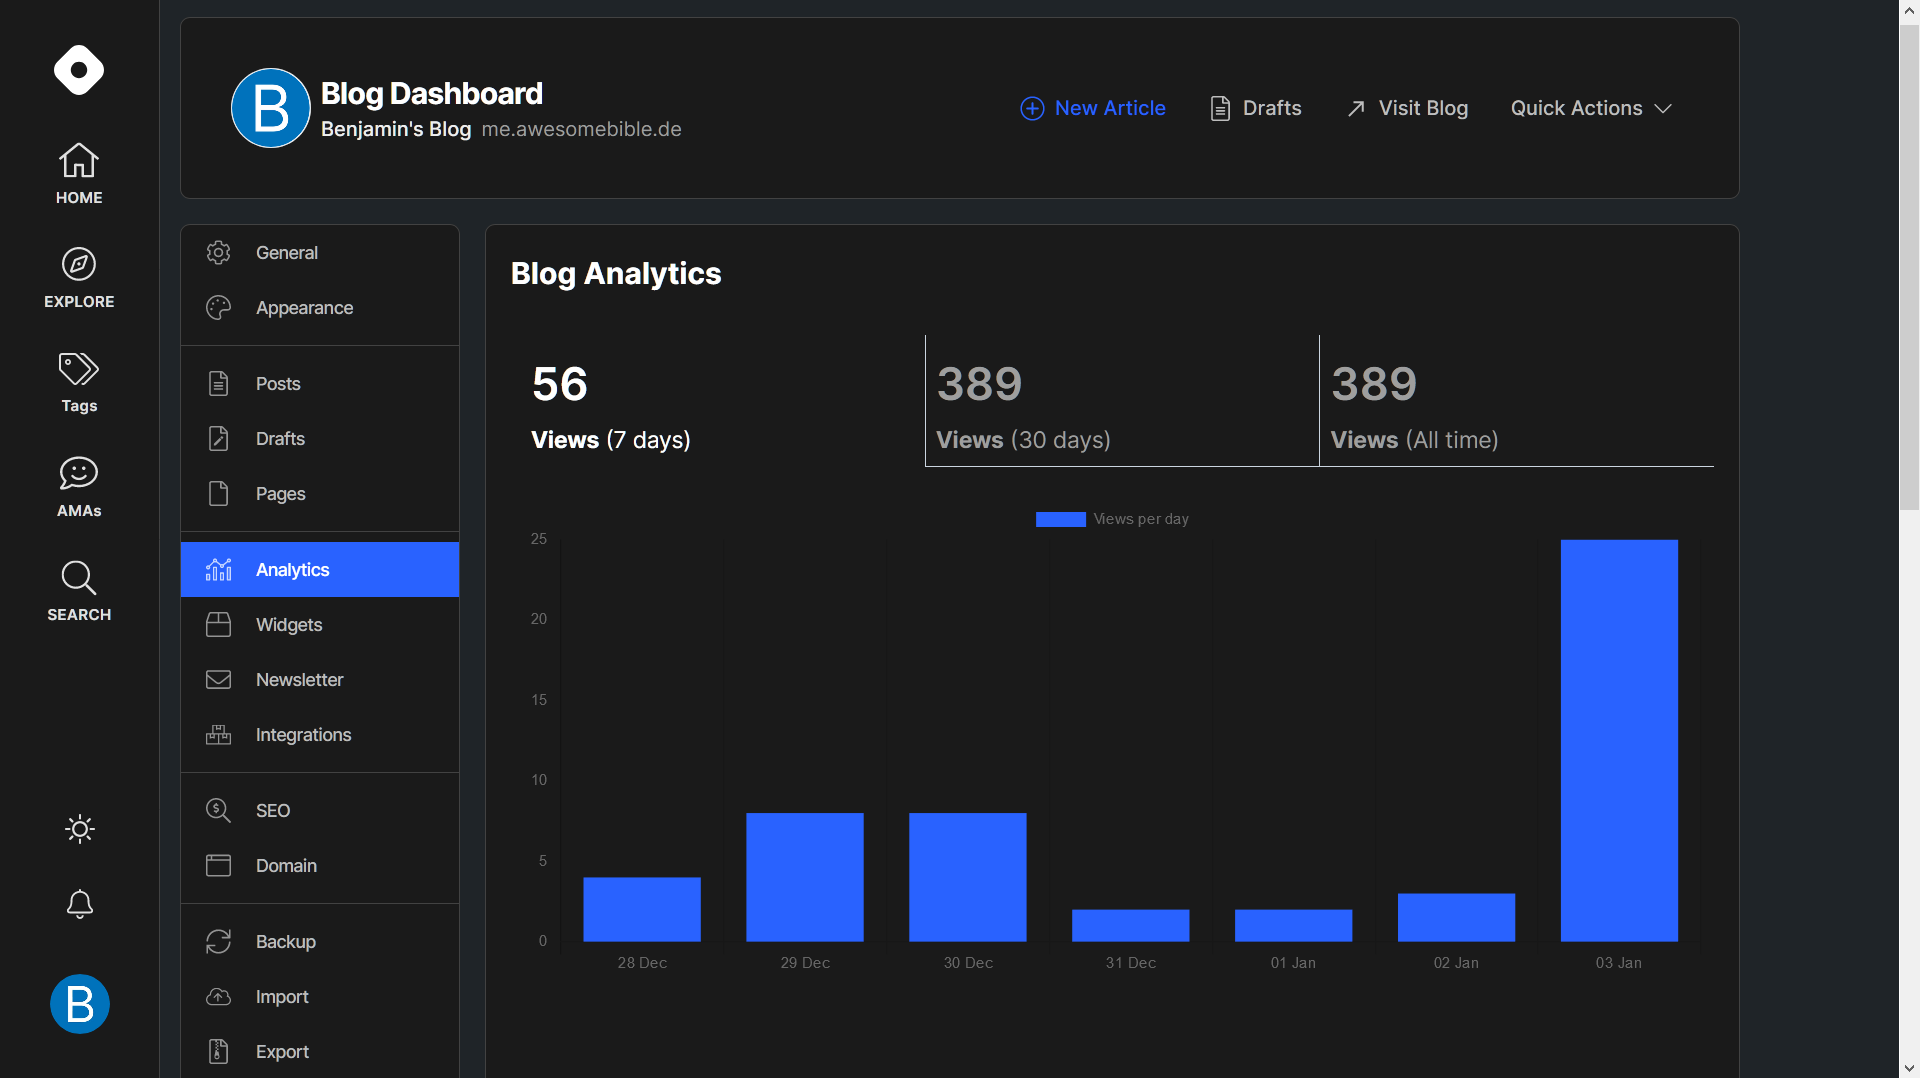 HOME
EXPLORE
Tags
AMAs
SEARCH
B
B
Blog Dashboard
Benjamin's Blog me.awesomebible.de
New Article
Drafts
Visit Blog
Quick Actions
General
Appearance
Posts
Drafts
Pages
Analytics
Widgets
Newsletter
Integrations
SEO
Domain
Backup
Import
Export
Blog Analytics
56
Views (7 days)
389
Views (30 days)
389
Views (All time)
Views per day
25
20
15
10
5
0
28 Dec
29 Dec
30 Dec
31 Dec
01 Jan
02 Jan
03 Jan